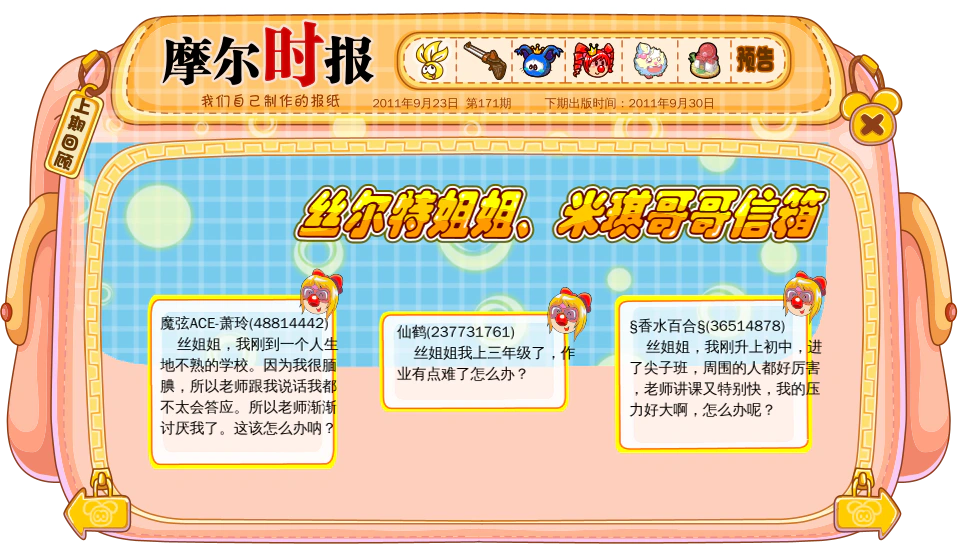 摩尔时报
预告
我们自己制作的报纸
2011年9月23日 第171期 下期出版时间：2011年9月30日
上期回顾
丝尔特姐姐、米琪哥哥信箱
魔弦ACE-萧玲(48814442)
丝姐姐，我刚到一个人生
地不熟的学校。因为我很腼
腆，所以老师跟我说话我都
不太会答应。所以老师渐渐
讨厌我了。这该怎么办呐？
仙鹤(237731761)
丝姐姐我上三年级了，作
业有点难了怎么办？
§香水百合§(36514878)
丝姐姐，我刚升上初中，进
了尖子班，周围的人都好厉害
，老师讲课又特别快，我的压
力好大啊，怎么办呢？